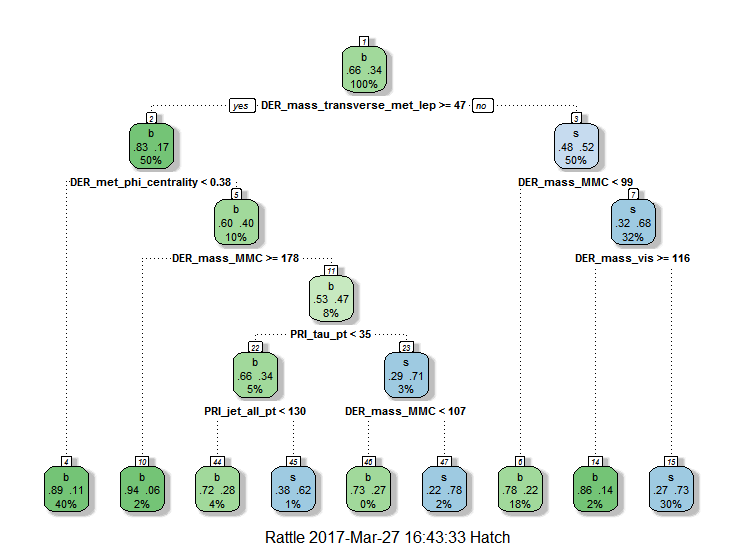 1
b
.66 .34
100%
yes DER_mass_transverse_met_lep >= 47 no
2
b
.83 .17
50%
3
s
.48 .52
50%
DER_met_phi_centrality < 0.38
DER_mass_MMC < 99
5
b
.60 .40
10%
7
s
.32 .68
32%
DER_mass_MMC >= 178
DER_mass_vis >= 116
11
b
.53 .47
8%
PRI_tau_pt < 35
22
b
.66 .34
5%
23
s
.29 .71
3%
PRI_jet_all_pt < 130
DER_mass_MMC < 107
4
b
.89 .11
40%
10
b
.94 .06
2%
44
b
.72 .28
4%
45
s
.38 .62
1%
46
b
.73 .27
0%
47
s
.22 .78
2%
6
b
.78 .22
18%
14
b
.86 .14
2%
15
s
.27 .73
30%
Rattle 2017-Mar-27 16:43:33 Hatch